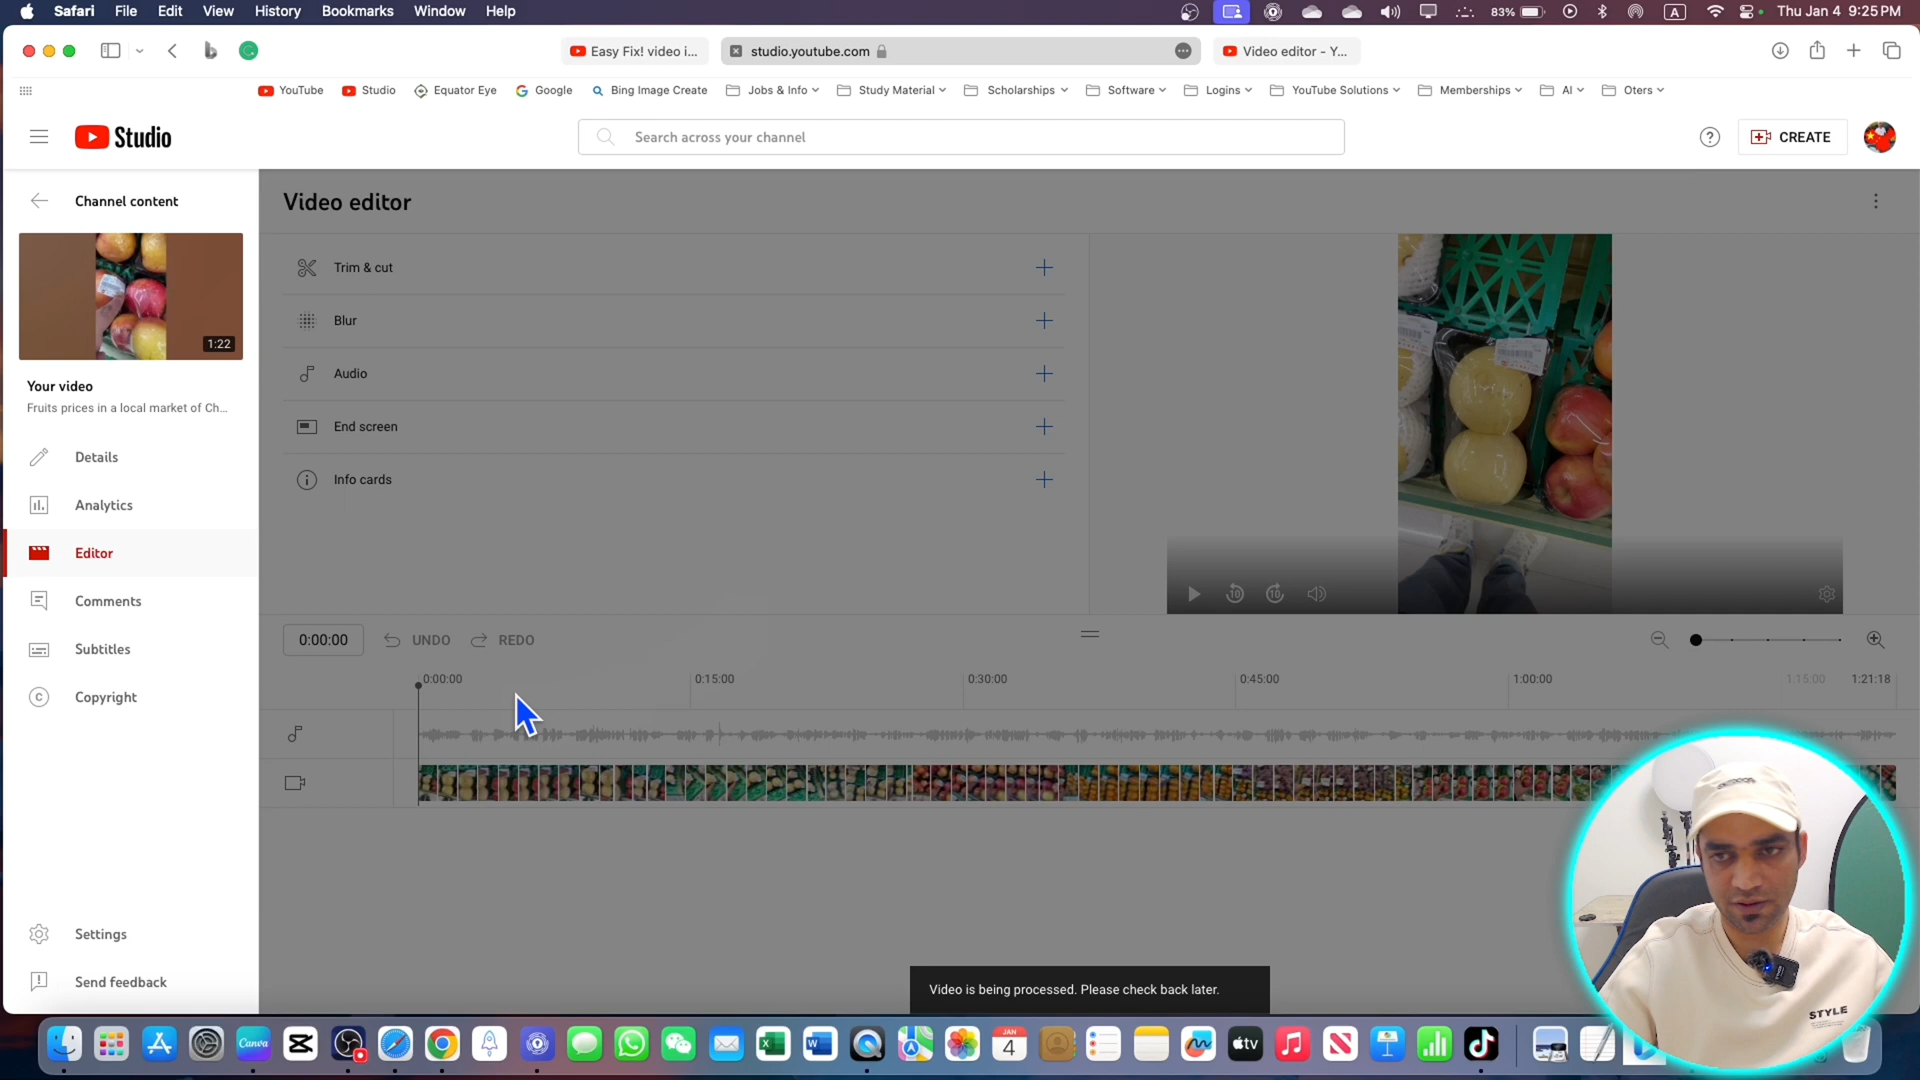 Safari File Edit View History Bookmarks Window Help
A 83% Thu Jan 4 9:25 PM
Easy Fix! video i...
studio.youtube.com
Video editor - Y...
YouTube Studio Equator Eye Google Bing Image Create Jobs & Info Study Material Scholarships Software Logins YouTube Solutions Memberships AI Oters
Studio
Search across your channel
CREATE
Channel content
1:22
Your video
Fruits prices in a local market of Ch...
Details
Analytics
Editor
Comments
Subtitles
Copyright
Settings
Send feedback
Video editor
Trim & cut
Blur
Audio
End screen
Info cards
10 10
0:00:00 UNDO REDO
0:00:00 0:15:00 0:30:00 0:45:00 1:00:00 1:15:00 1:21:18
Video is being processed. Please check back later.
STYLE
Canva
JAN
4
tv